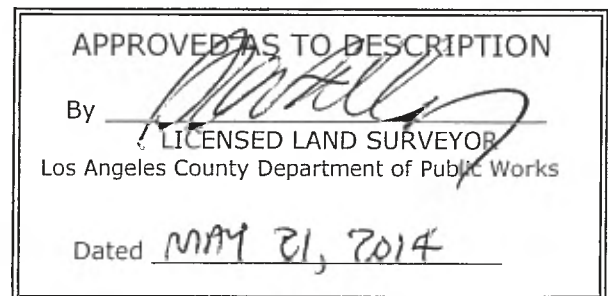 APPROVED AS TO DESCRIPTION
By
LICENSED LAND SURVEYOR
Los Angeles County Department of Public Works
Dated MAY 21, 2014